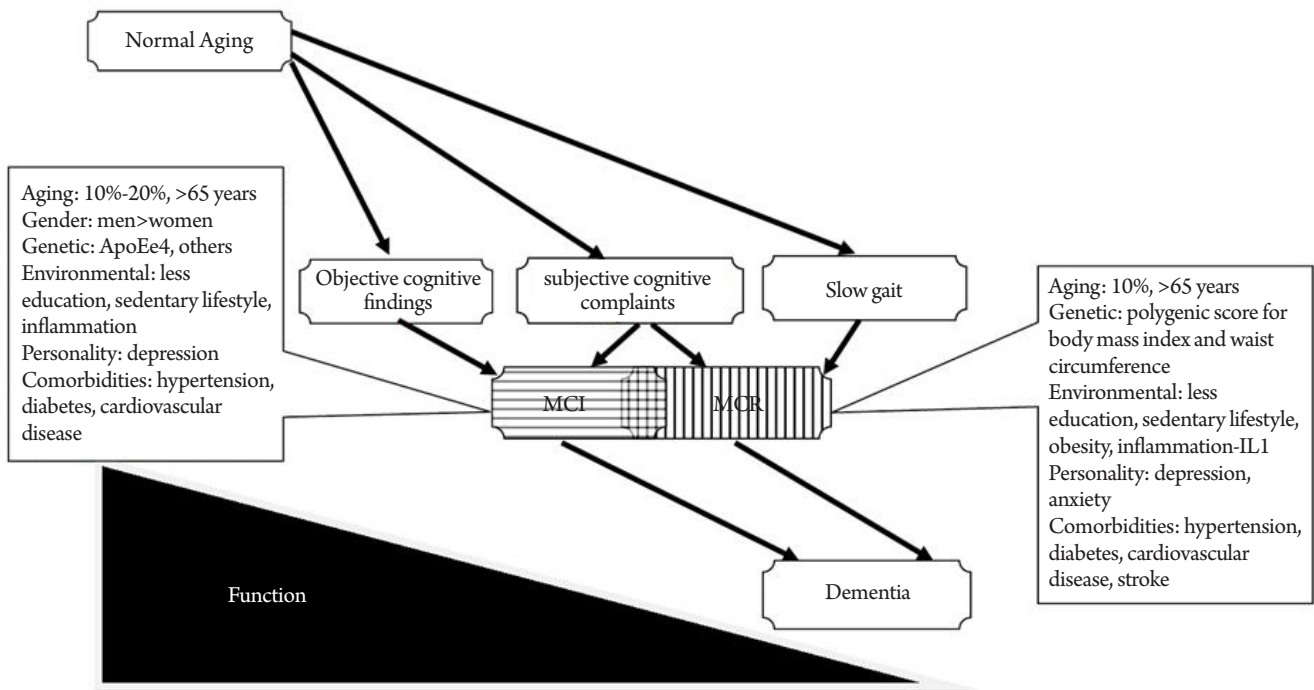 Normal Aging
Aging: 10%-20%, >65 years
Gender: men>women
Genetic: ApoEe4, others
Environmental: less
education, sedentary lifestyle,
inflammation
Personality: depression
Comorbidities: hypertension,
diabetes, cardiovascular
disease
Objective cognitive
findings
subjective cognitive
complaints
Slow gait
Aging: 10%, >65 years
Genetic: polygenic score for
body mass index and waist
circumference
Environmental: less
education, sedentary lifestyle,
obesity, inflammation-IL1
Personality: depression,
anxiety
Comorbidities: hypertension,
diabetes, cardiovascular
disease, stroke
MCI
MCR
Function
Dementia